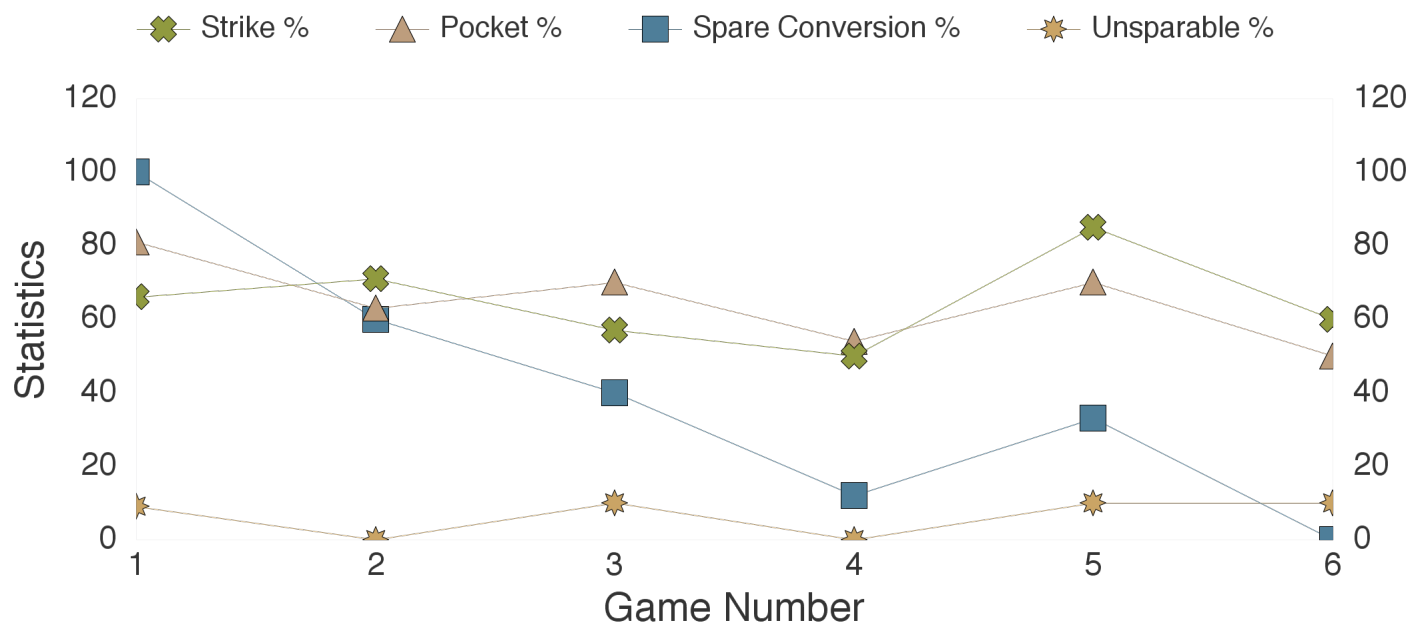 Strike % Pocket % Spare Conversion % Unsparable %
120 120
100 100
80 80
60 60
40 40
20 20
0 0
Statistics
1 2 3 4 5 6
Game Number